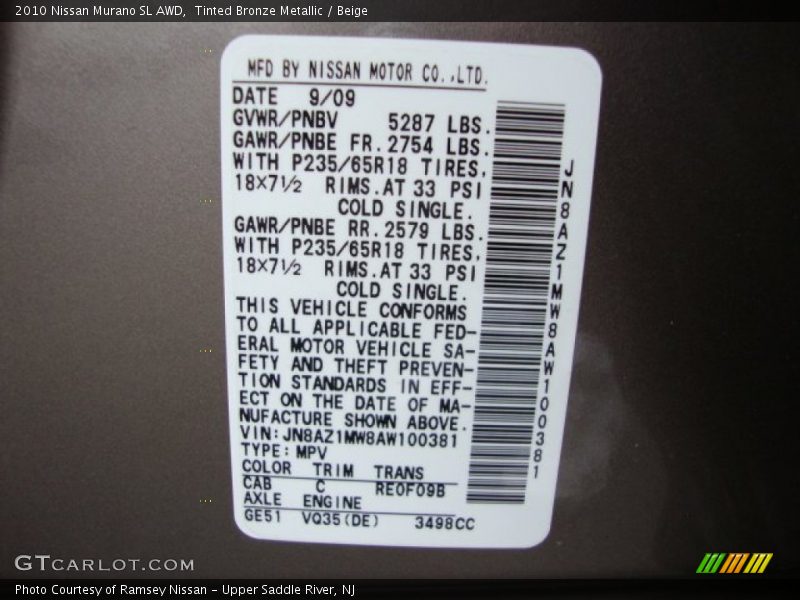 2010 Nissan Murano SL AWD,  Tinted Bronze Metallic / Beige
MFD BY NISSAN MOTOR CO.,LTD.
DATE 9/09
GVWR/PNBV 5287 LBS.
GAWR/PNBE FR. 2754 LBS.
WITH P235/65R18 TIRES,
18×7½ RIMS.AT 33 PSI
COLD SINGLE.
GAWR/PNBE RR. 2579 LBS.
WITH P235/65R18 TIRES,
18×7½ RIMS.AT 33 PSI
COLD SINGLE.
THIS VEHICLE CONFORMS
TO ALL APPLICABLE FED-
ERAL MOTOR VEHICLE SA-
FETY AND THEFT PREVEN-
TION STANDARDS IN EFF-
ECT ON THE DATE OF MA-
NUFACTURE SHOWN ABOVE.
VIN:JN8AZ1MW8AW100381
TYPE:MPV
COLOR TRIM TRANS
CAB C RE0F09B
AXLE ENGINE
GE51 VQ35(DE) 3498CC
JN8AZ1MW8AW100381
GTCARLOT.COM
Photo Courtesy of Ramsey Nissan - Upper Saddle River, NJ